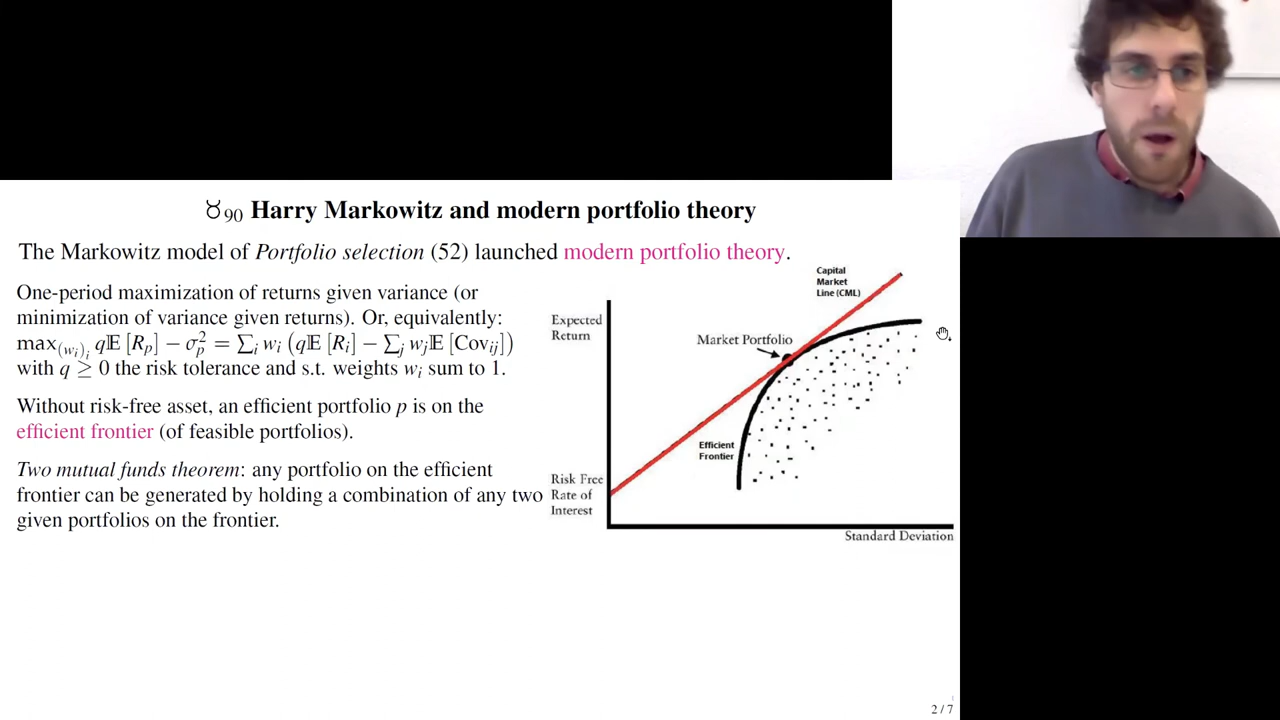 ♉90 Harry Markowitz and modern portfolio theory
The Markowitz model of Portfolio selection (52) launched modern portfolio theory.
One-period maximization of returns given variance (or
minimization of variance given returns). Or, equivalently:
max(wi)i q𝔼 [Rp] − σ²p = ∑i wi (q𝔼 [Ri] − ∑j wj𝔼 [Covij])
with q ≥ 0 the risk tolerance and s.t. weights wi sum to 1.
Without risk-free asset, an efficient portfolio p is on the
efficient frontier (of feasible portfolios).
Two mutual funds theorem: any portfolio on the efficient
frontier can be generated by holding a combination of any two
given portfolios on the frontier.
Capital
Market
Line (CML)
Expected
Return
Market Portfolio
Efficient
Frontier
Risk Free
Rate of
Interest
Standard Deviation
2 / 7